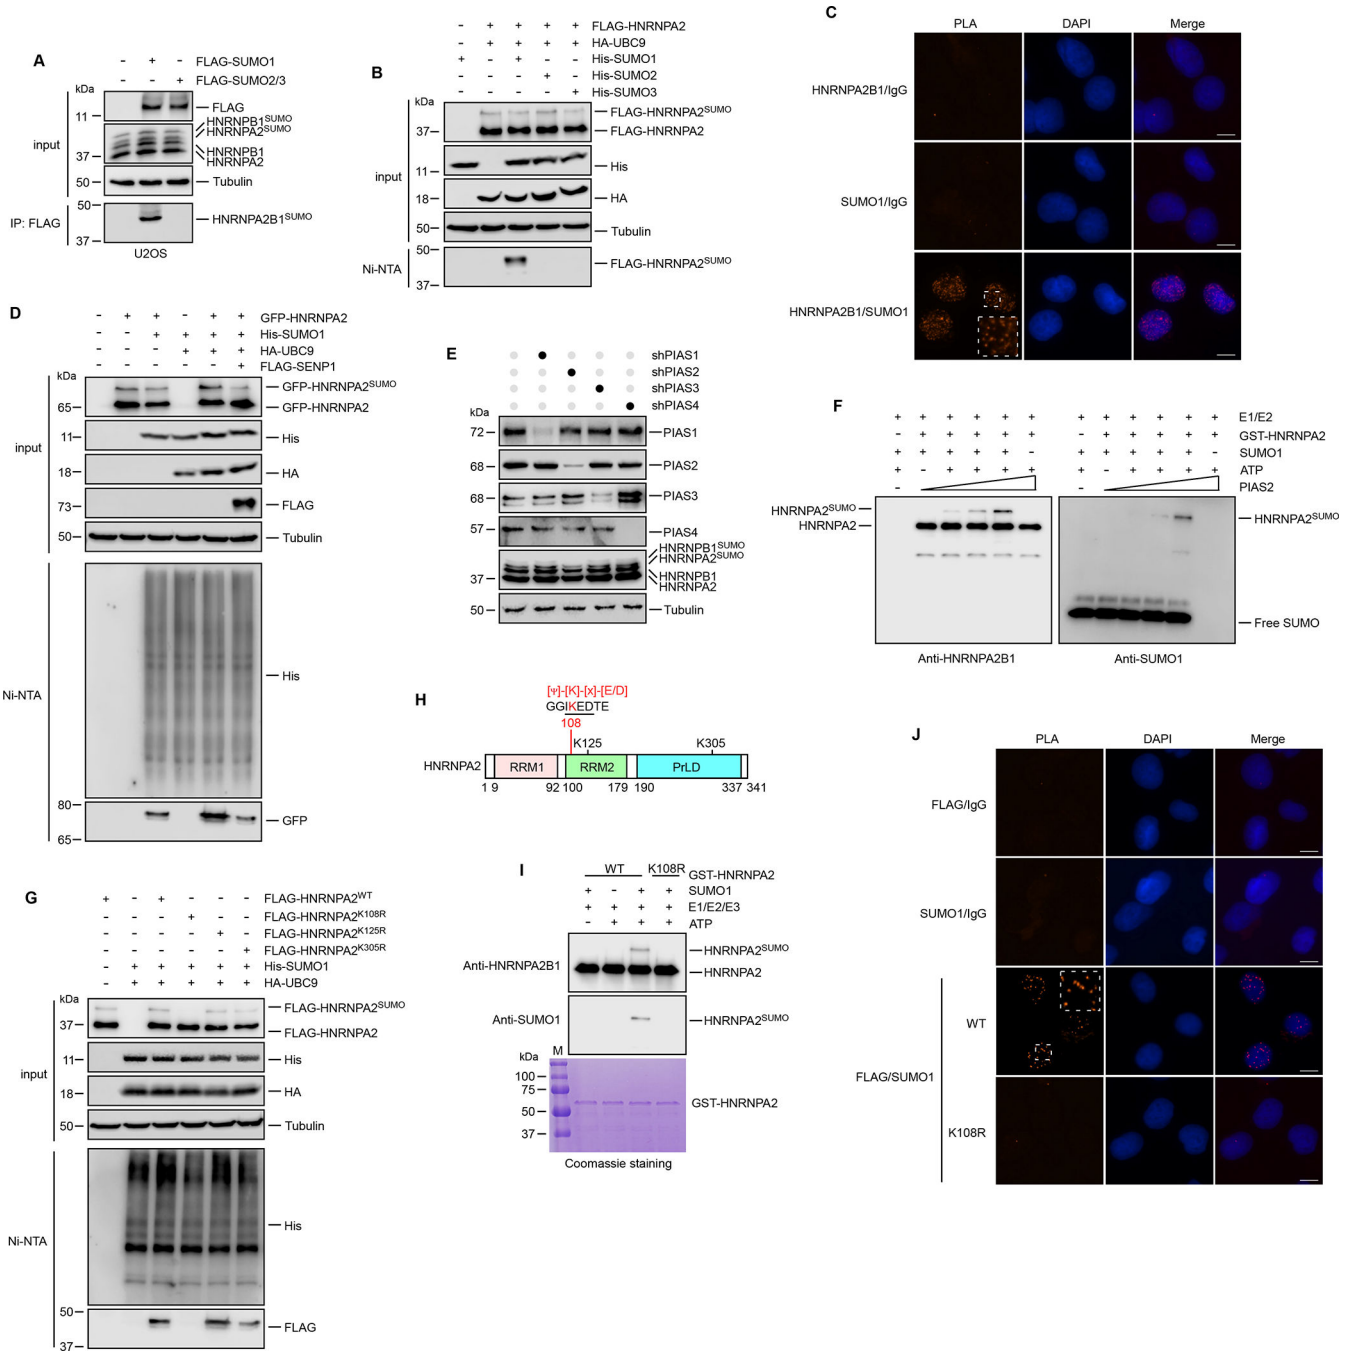 A
- + - FLAG-SUMO1
- - + FLAG-SUMO2/3
kDa
11
FLAG
HNRNPB1SUMO
HNRNPA2SUMO
input
37
HNRNPB1
HNRNPA2
50
Tubulin
50
IP: FLAG
HNRNPA2B1SUMO
37
U2OS
B
- + + + + FLAG-HNRNPA2
- + + + + HA-UBC9
+ - + - - His-SUMO1
- - - + - His-SUMO2
- - - - + His-SUMO3
kDa
FLAG-HNRNPA2SUMO
37
FLAG-HNRNPA2
11
His
input
18
HA
50
Tubulin
50
Ni-NTA
FLAG-HNRNPA2SUMO
37
C
PLA DAPI Merge
HNRNPA2B1/IgG
SUMO1/IgG
HNRNPA2B1/SUMO1
D
- + + - + + GFP-HNRNPA2
- - + + + + His-SUMO1
- - - + + + HA-UBC9
- - - - - + FLAG-SENP1
kDa
GFP-HNRNPA2SUMO
65
GFP-HNRNPA2
11
His
input
18
HA
73
FLAG
50
Tubulin
Ni-NTA
His
80
GFP
65
E
shPIAS1
shPIAS2
shPIAS3
shPIAS4
kDa
72
PIAS1
68
PIAS2
68
PIAS3
57
PIAS4
HNRNPB1SUMO
HNRNPA2SUMO
37
HNRNPB1
HNRNPA2
50
Tubulin
F
+ + + + + + + + + + + + E1/E2
- + + + + + - + + + + + GST-HNRNPA2
+ + + + + - + + + + + - SUMO1
+ - + + + + + - + + + + ATP
- - PIAS2
HNRNPA2SUMO
HNRNPA2
HNRNPA2SUMO
Free SUMO
Anti-HNRNPA2B1
Anti-SUMO1
G
+ - + - - - FLAG-HNRNPA2WT
- - - + - - FLAG-HNRNPA2K108R
- - - - + - FLAG-HNRNPA2K125R
- - - - - + FLAG-HNRNPA2K305R
- + + + + + His-SUMO1
- + + + + + HA-UBC9
kDa
FLAG-HNRNPA2SUMO
37
FLAG-HNRNPA2
11
His
input
18
HA
50
Tubulin
Ni-NTA
His
50
FLAG
37
H
[Ψ]-[K]-[x]-[E/D]
GGIKEDTE
108
K125 K305
HNRNPA2 RRM1 RRM2 PrLD
1 9 92 100 179 190 337 341
I
WT K108R GST-HNRNPA2
+ - + + SUMO1
+ + + + E1/E2/E3
- + + + ATP
Anti-HNRNPA2B1
HNRNPA2SUMO
HNRNPA2
Anti-SUMO1
HNRNPA2SUMO
M
kDa
100
75
GST-HNRNPA2
50
37
Coomassie staining
J
PLA DAPI Merge
FLAG/IgG
SUMO1/IgG
WT
FLAG/SUMO1
K108R